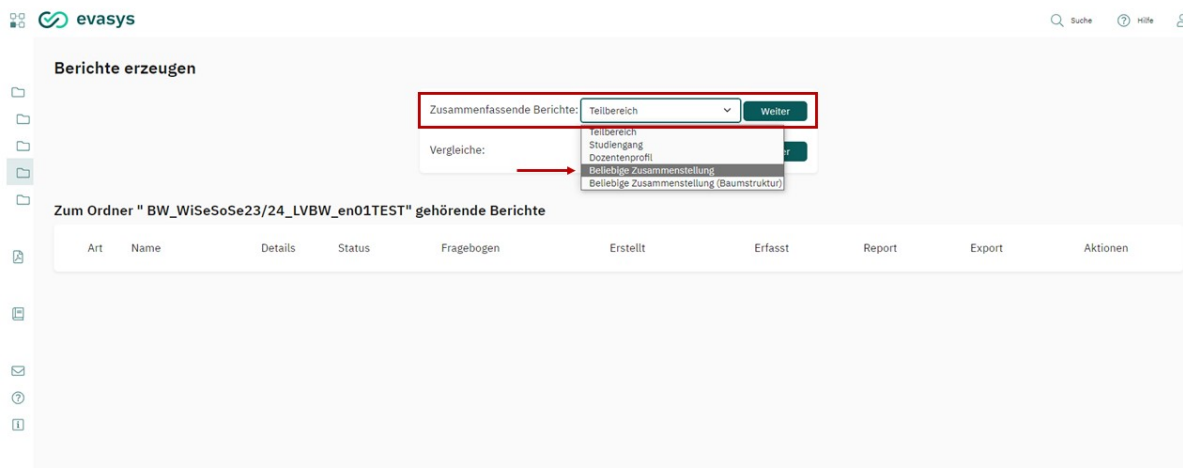 evasys
Suche Hilfe
Berichte erzeugen
Zusammenfassende Berichte: Teilbereich Weiter
Teilbereich
Studiengang
Dozentenprofil
Beliebige Zusammenstellung
Beliebige Zusammenstellung (Baumstruktur)
Vergleiche:
Zum Ordner " BW_WiSeSoSe23/24_LVBW_en01TEST" gehörende Berichte
Art Name Details Status Fragebogen Erstellt Erfasst Report Export Aktionen